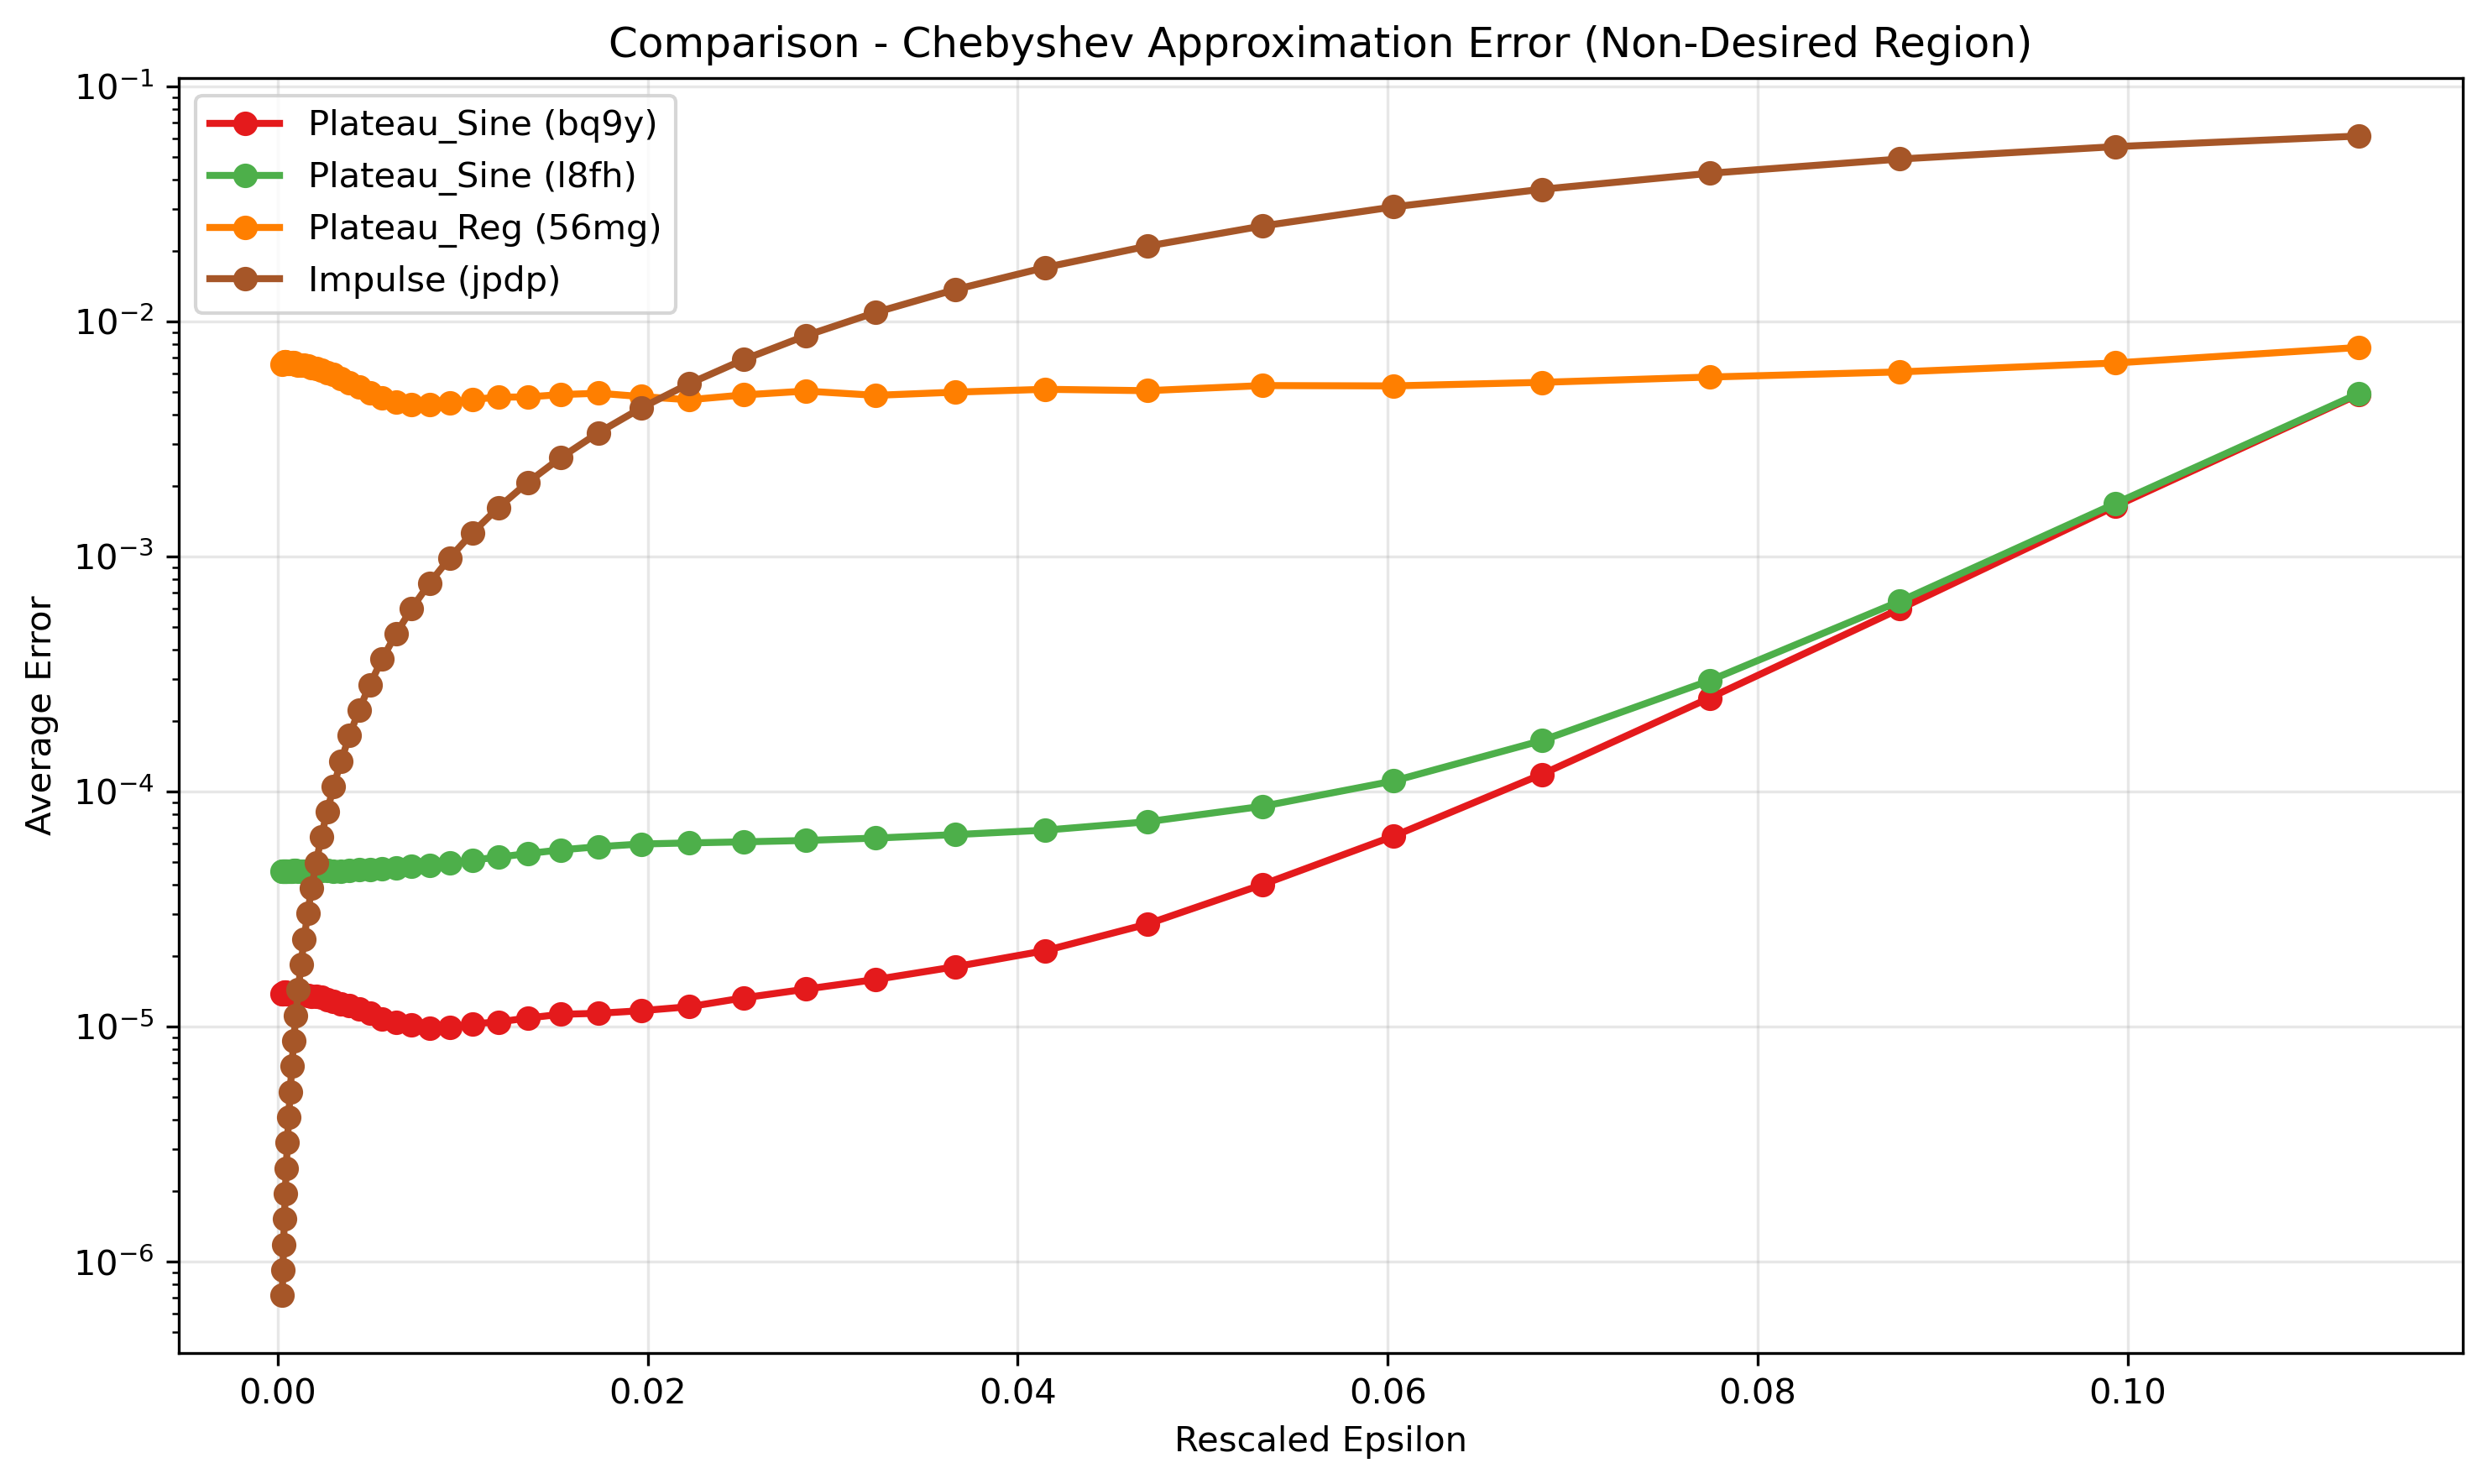 Comparison - Chebyshev Approximation Error (Non-Desired Region)
Plateau_Sine (bq9y)
Plateau_Sine (l8fh)
Plateau_Reg (56mg)
Impulse (jpdp)
Average Error
10⁻¹
10⁻²
10⁻³
10⁻⁴
10⁻⁵
10⁻⁶
0.00 0.02 0.04 0.06 0.08 0.10
Rescaled Epsilon